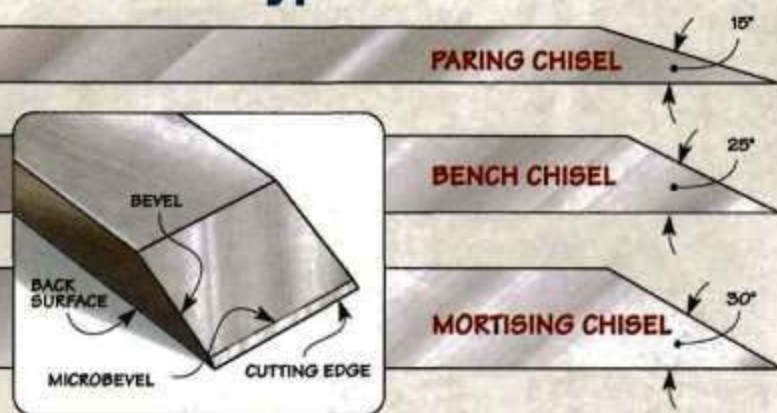 PARING CHISEL
15°
BENCH CHISEL
25°
MORTISING CHISEL
30°
BEVEL
BACK
SURFACE
MICROBEVEL
CUTTING EDGE